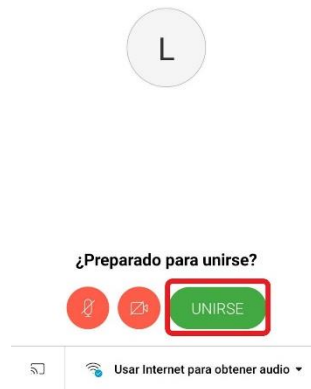 L
¿Preparado para unirse?
UNIRSE
Usar Internet para obtener audio